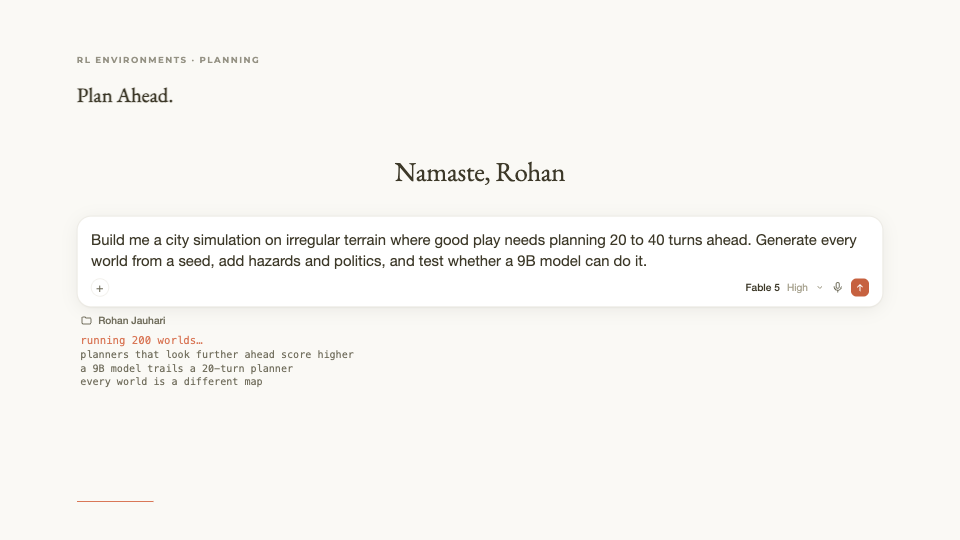 RL ENVIRONMENTS · PLANNING
Plan Ahead.
Namaste, Rohan
Build me a city simulation on irregular terrain where good play needs planning 20 to 40 turns ahead. Generate every
world from a seed, add hazards and politics, and test whether a 9B model can do it.
+
Fable 5 High
Rohan Jauhari
running 200 worlds…
planners that look further ahead score higher
a 9B model trails a 20–turn planner
every world is a different map